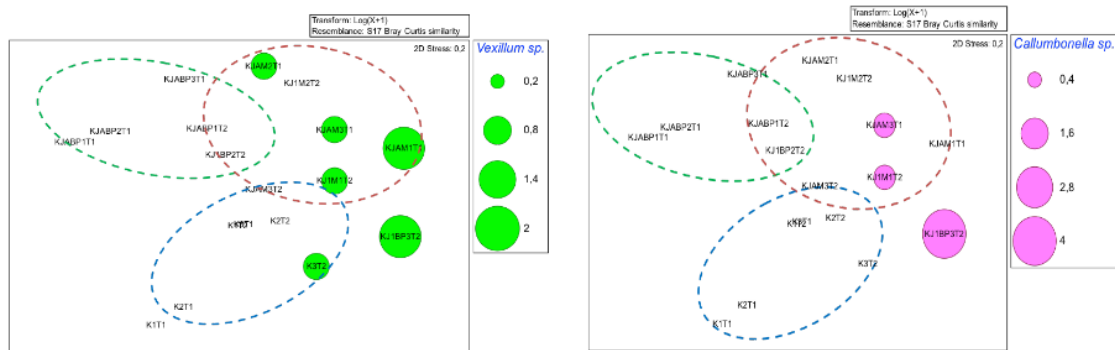 Transform: Log(X+1)
Resemblance: S17 Bray Curtis similarity
2D Stress: 0,2
Vexillum sp.
0,2
0,8
1,4
2
KJAM2T1
KJABP3T1
KJ1M2T2
KJABP2T1
KJABP1T2
KJAM3T1
KJABP1T1
KJAM1T1
KJ1BP2T2
KJ1M1T2
KJAM3T2
K2T2
KJ1BP3T2
K3T2
K2T1
K1T1
Transform: Log(X+1)
Resemblance: S17 Bray Curtis similarity
2D Stress: 0,2
Callumbonella sp.
0,4
1,6
2,8
4
KJAM2T1
KJABP3T1
KJ1M2T2
KJABP2T1
KJABP1T2
KJAM3T1
KJABP1T1
KJAM1T1
KJ1BP2T2
KJ1M1T2
KJAM3T2
K2T2
KJ1BP3T2
K3T2
K2T1
K1T1